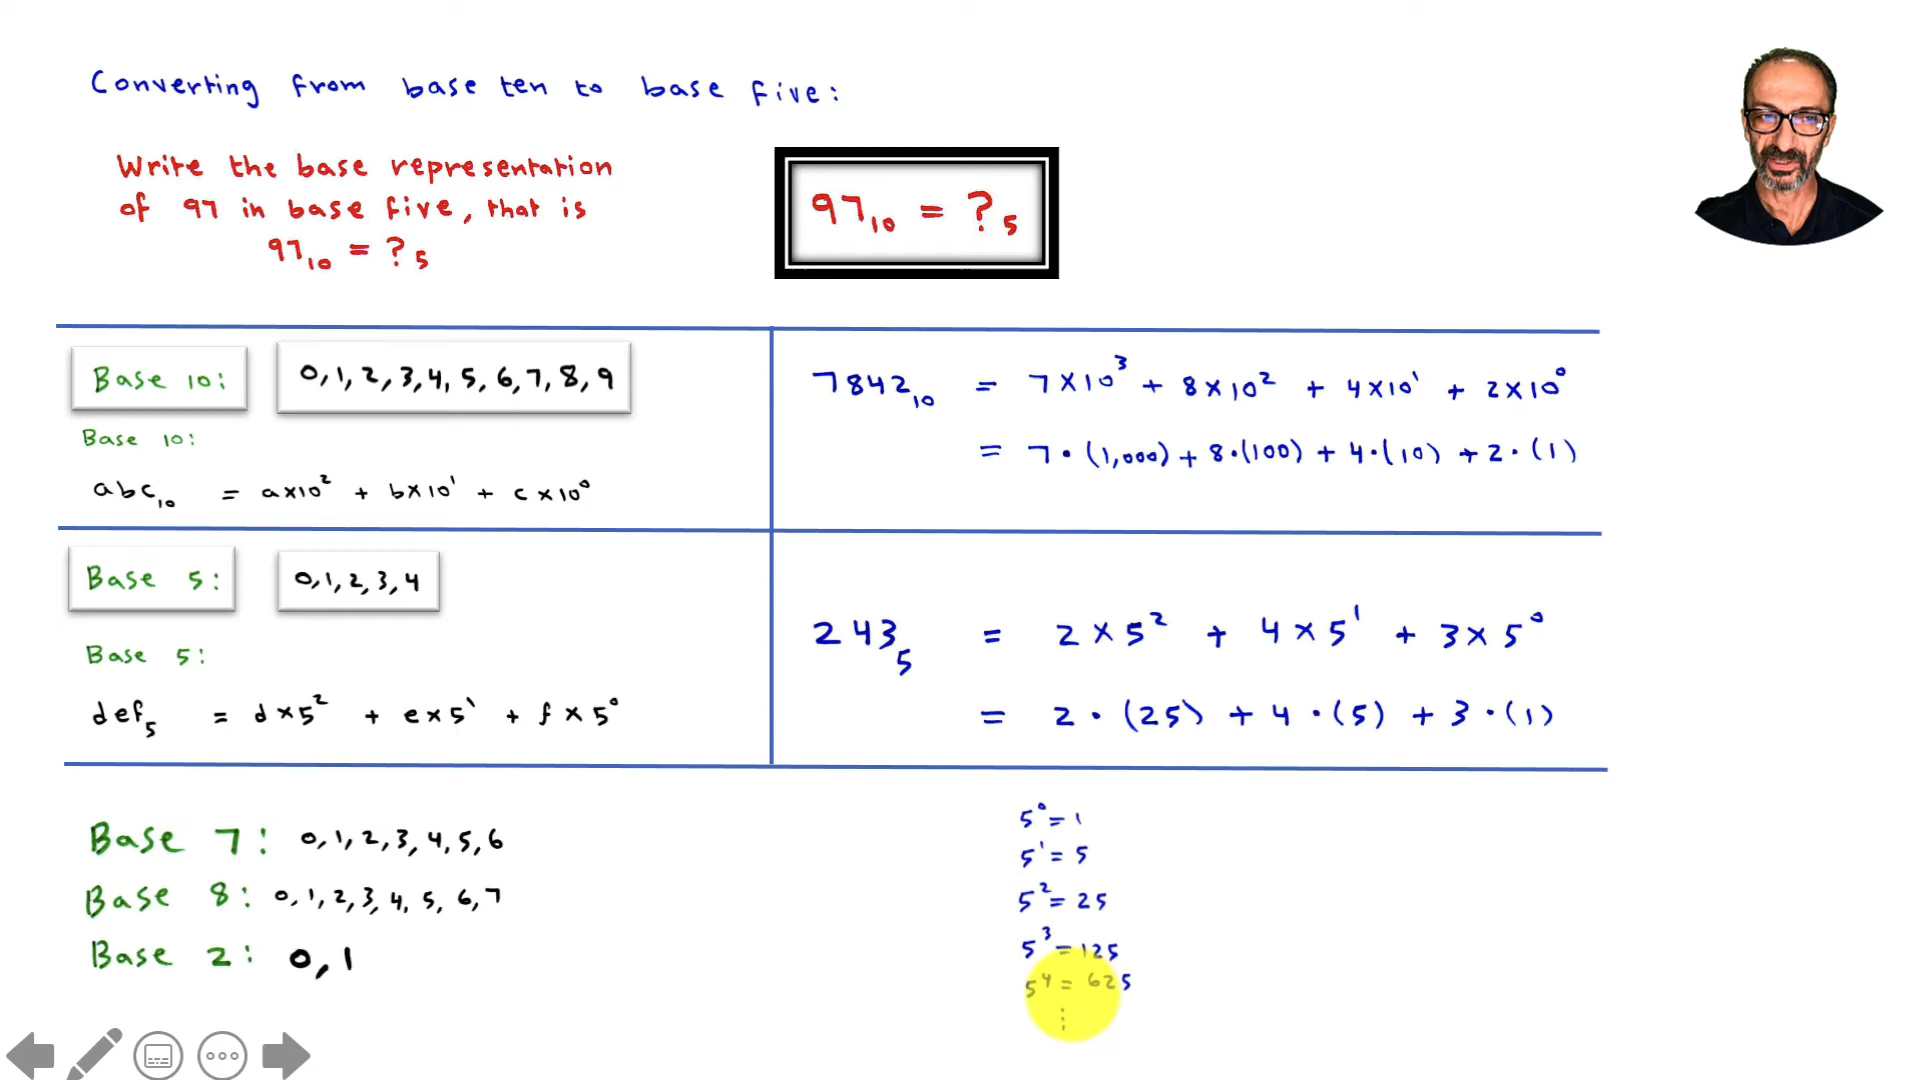 Converting from base ten to base five:
Write the base representation
of 97 in base five, that is
97₁₀ = ?₅
97₁₀ = ?₅
Base 10: 0,1,2,3,4,5,6,7,8,9
Base 10:
abc₁₀ = a×10² + b×10¹ + c×10⁰
7842₁₀ = 7×10³ + 8×10² + 4×10¹ + 2×10⁰
= 7·(1,000) + 8·(100) + 4·(10) + 2·(1)
Base 5: 0,1,2,3,4
Base 5:
def₅ = d×5² + e×5¹ + f×5⁰
243₅ = 2×5² + 4×5¹ + 3×5⁰
= 2·(25) + 4·(5) + 3·(1)
Base 7: 0,1,2,3,4,5,6
Base 8: 0,1,2,3,4,5,6,7
Base 2: 0,1
5⁰ = 1
5¹ = 5
5² = 25
5³ = 125
5⁴ = 625
⋮